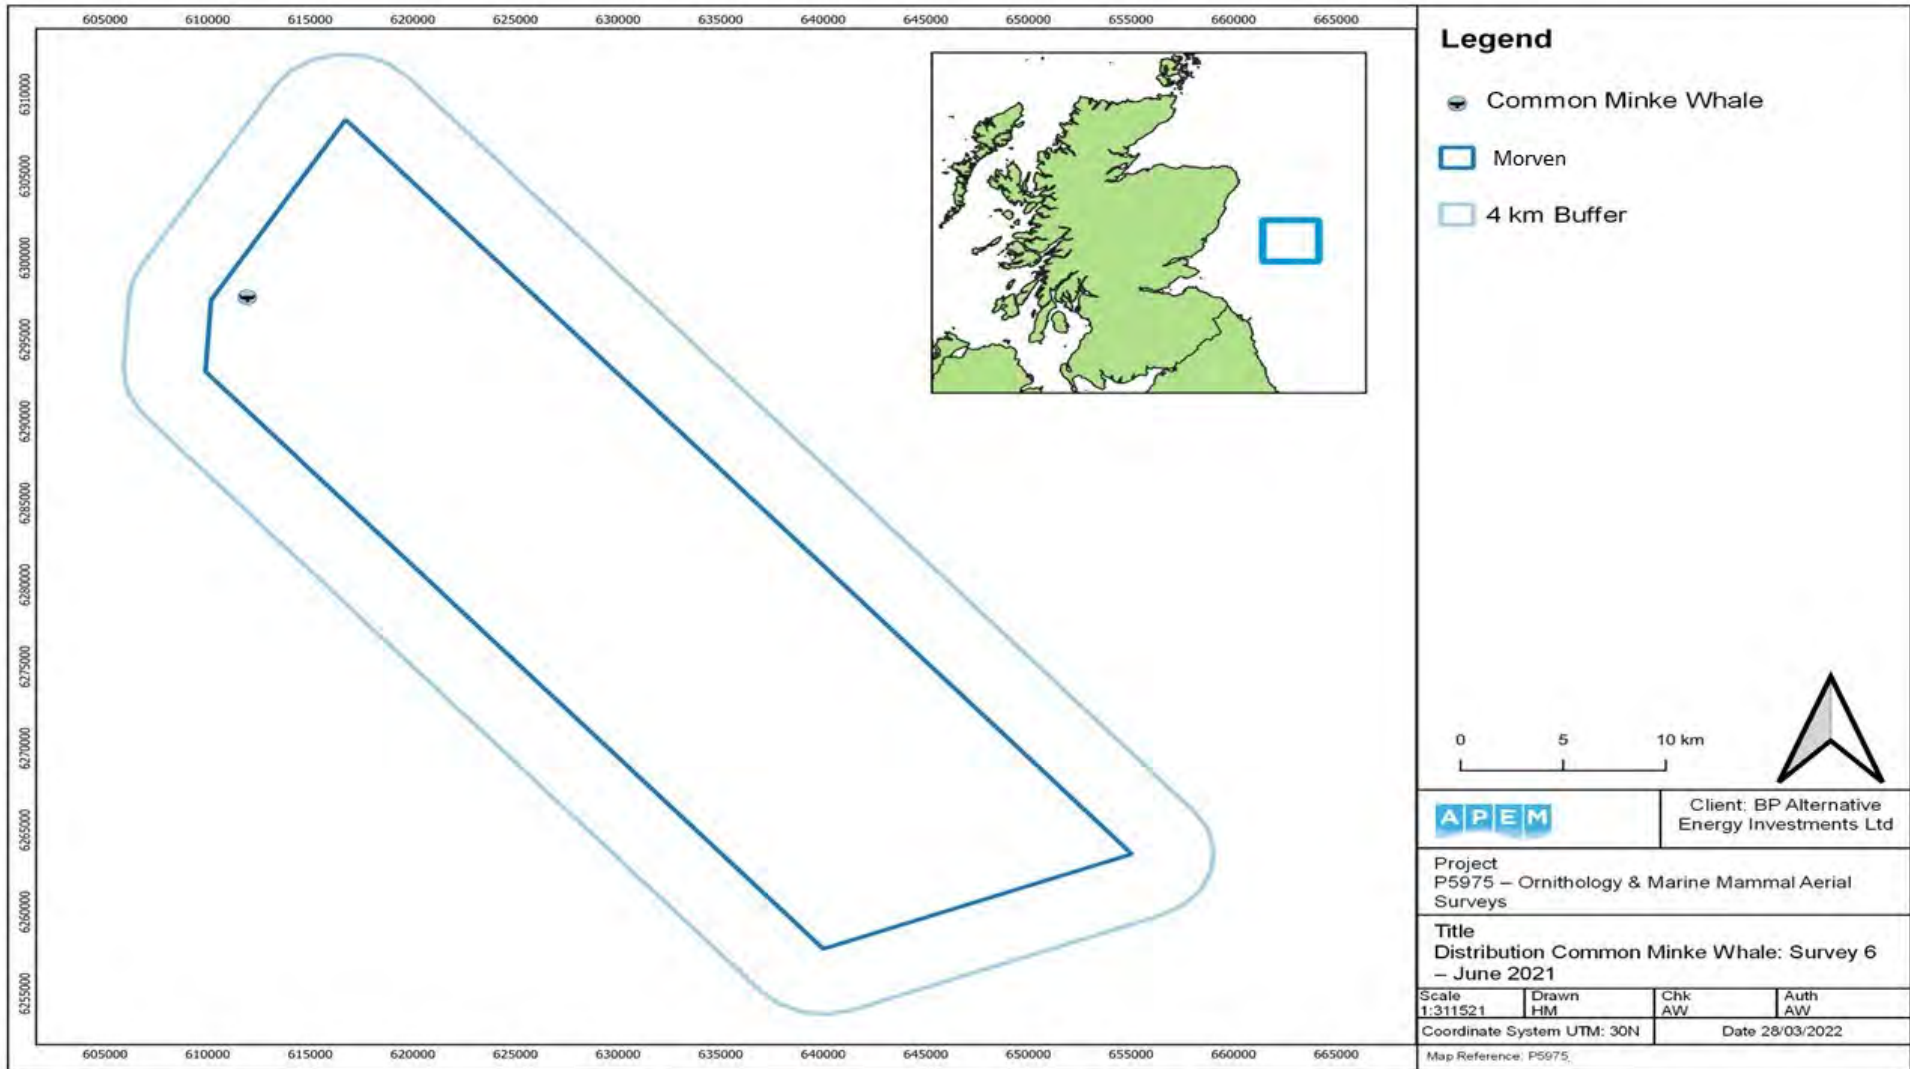 605000 610000 615000 620000 625000 630000 635000 640000 645000 650000 655000 660000 665000
6310000
6305000
6300000
6295000
6290000
6285000
6280000
6275000
6270000
6265000
6260000
6255000
605000 610000 615000 620000 625000 630000 635000 640000 645000 650000 655000 660000 665000
Legend
Common Minke Whale
Morven
4 km Buffer
0 5 10 km
APEM
Client: BP Alternative
Energy Investments Ltd
Project
P5975 – Ornithology & Marine Mammal Aerial
Surveys
Title
Distribution Common Minke Whale: Survey 6
– June 2021
Scale Drawn Chk Auth
1:311521 HM AW AW
Coordinate System UTM: 30N Date 28/03/2022
Map Reference: P5975